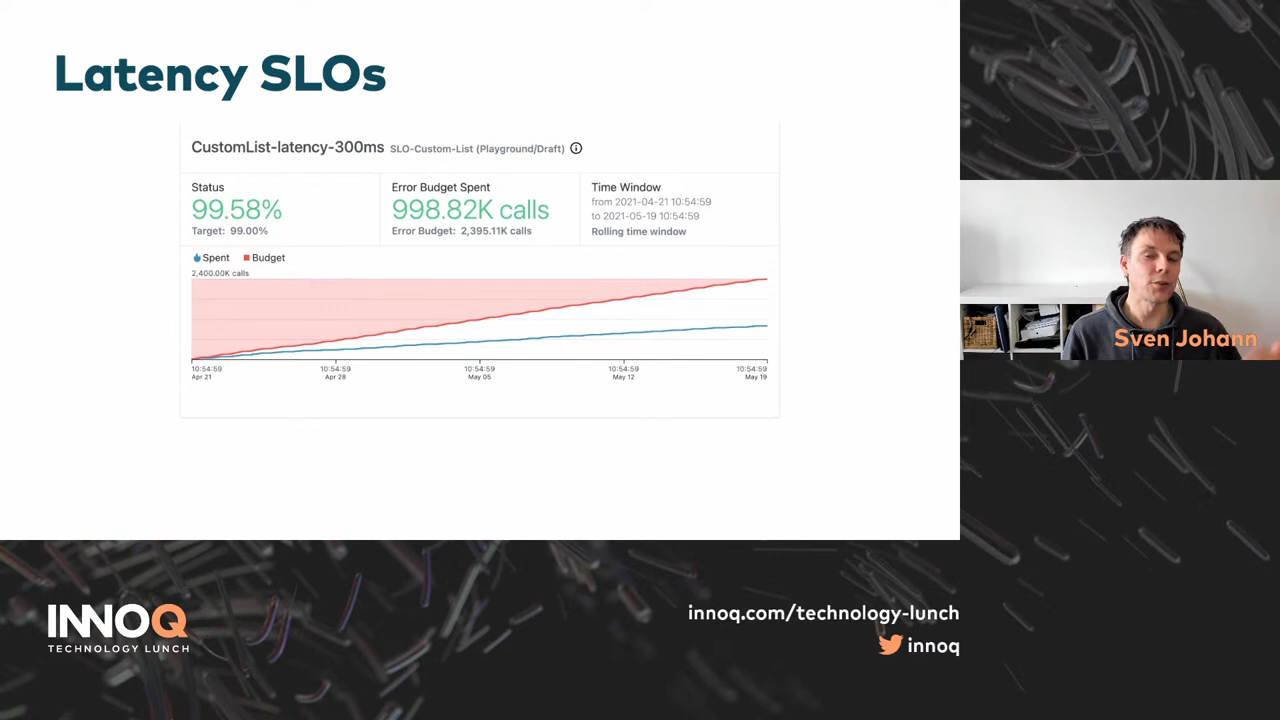 Latency SLOs
CustomList-latency-300ms SLO-Custom-List (Playground/Draft)
Status
99.58%
Target: 99.00%
Error Budget Spent
998.82K calls
Error Budget: 2,395.11K calls
Time Window
from 2021-04-21 10:54:59
to 2021-05-19 10:54:59
Rolling time window
Spent Budget
2,400.00K calls
10:54:59 10:54:59 10:54:59 10:54:59 10:54:59
Apr 21 Apr 28 May 05 May 12 May 19
Sven Johann
INNOQ
TECHNOLOGY LUNCH
innoq.com/technology-lunch
innoq